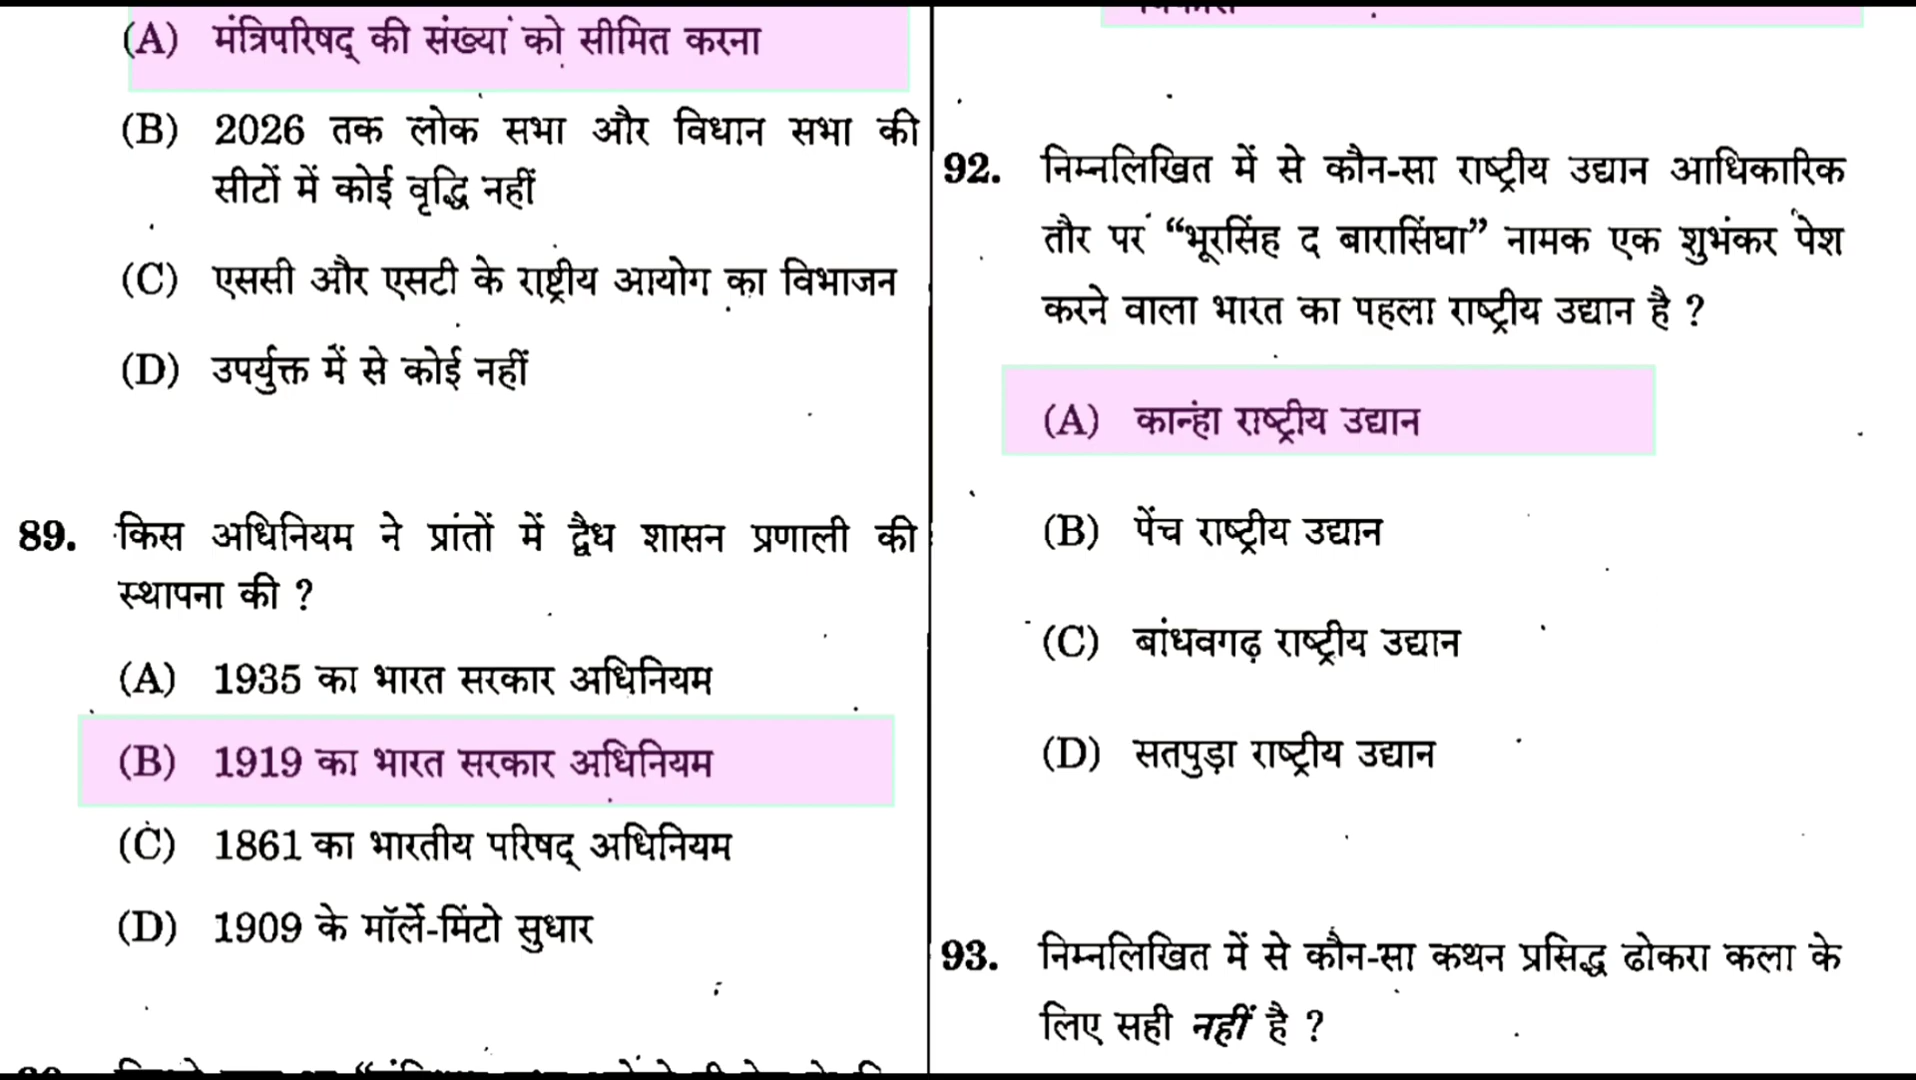 (A) मंत्रिपरिषद् की संख्या को सीमित करना
(B) 2026 तक लोक सभा और विधान सभा की
सीटों में कोई वृद्धि नहीं
(C) एससी और एसटी के राष्ट्रीय आयोग का विभाजन
(D) उपर्युक्त में से कोई नहीं
89. किस अधिनियम ने प्रांतों में द्वैध शासन प्रणाली की
स्थापना की ?
(A) 1935 का भारत सरकार अधिनियम
(B) 1919 का भारत सरकार अधिनियम
(C) 1861 का भारतीय परिषद् अधिनियम
(D) 1909 के मॉर्ले-मिंटो सुधार
92. निम्नलिखित में से कौन-सा राष्ट्रीय उद्यान आधिकारिक
तौर पर “भूरसिंह द बारासिंघा” नामक एक शुभंकर पेश
करने वाला भारत का पहला राष्ट्रीय उद्यान है ?
(A) कान्हा राष्ट्रीय उद्यान
(B) पेंच राष्ट्रीय उद्यान
(C) बांधवगढ़ राष्ट्रीय उद्यान
(D) सतपुड़ा राष्ट्रीय उद्यान
93. निम्नलिखित में से कौन-सा कथन प्रसिद्ध ढोकरा कला के
लिए सही नहीं है ?